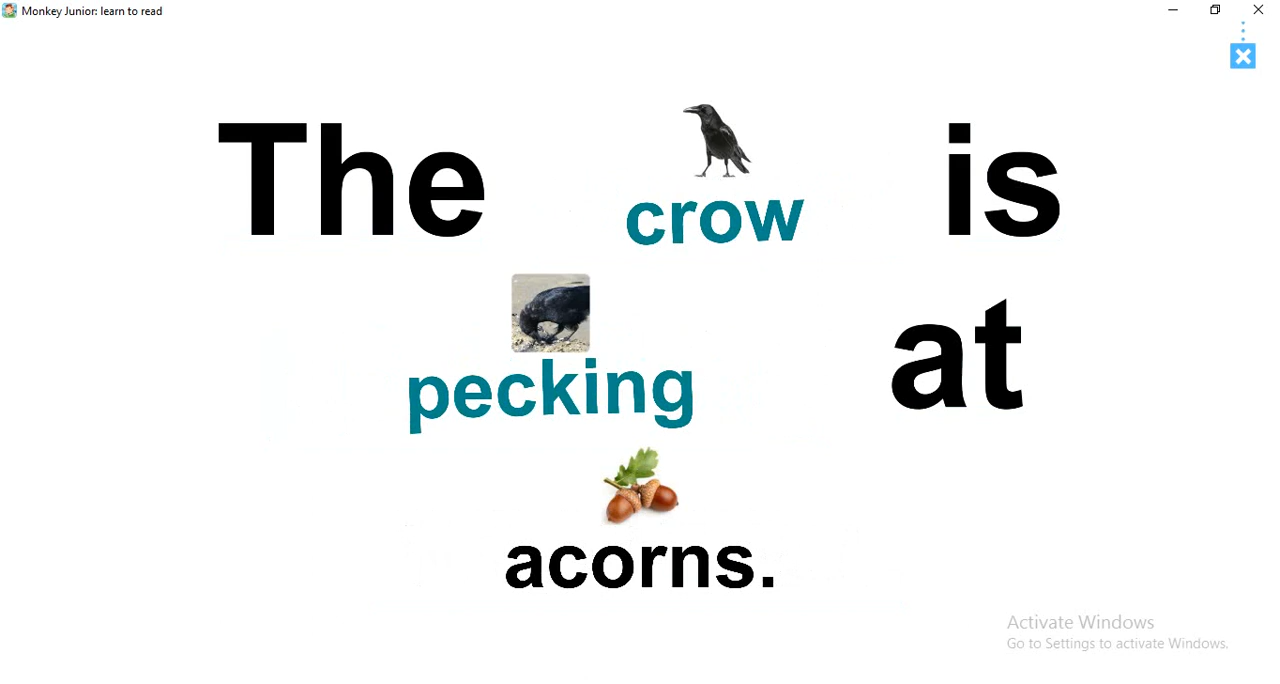 Monkey Junior: learn to read
The crow is
pecking at
acorns.
Activate Windows
Go to Settings to activate Windows.